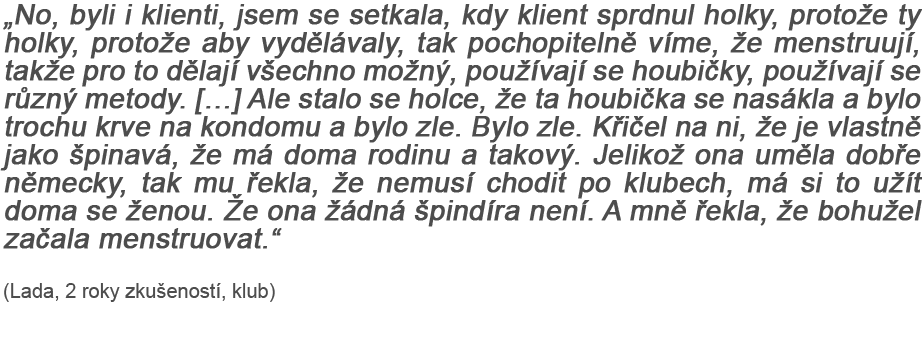 „No, byli i klienti, jsem se setkala, kdy klient sprdnul holky, protože ty
holky, protože aby vydělávaly, tak pochopitelně víme, že menstruují,
takže pro to dělají všechno možný, používají se houbičky, používají se
různý metody. […] Ale stalo se holce, že ta houbička se nasákla a bylo
trochu krve na kondomu a bylo zle. Bylo zle. Křičel na ni, že je vlastně
jako špinavá, že má doma rodinu a takový. Jelikož ona uměla dobře
německy, tak mu řekla, že nemusí chodit po klubech, má si to užít
doma se ženou. Že ona žádná špindíra není. A mně řekla, že bohužel
začala menstruovat.“
(Lada, 2 roky zkušeností, klub)